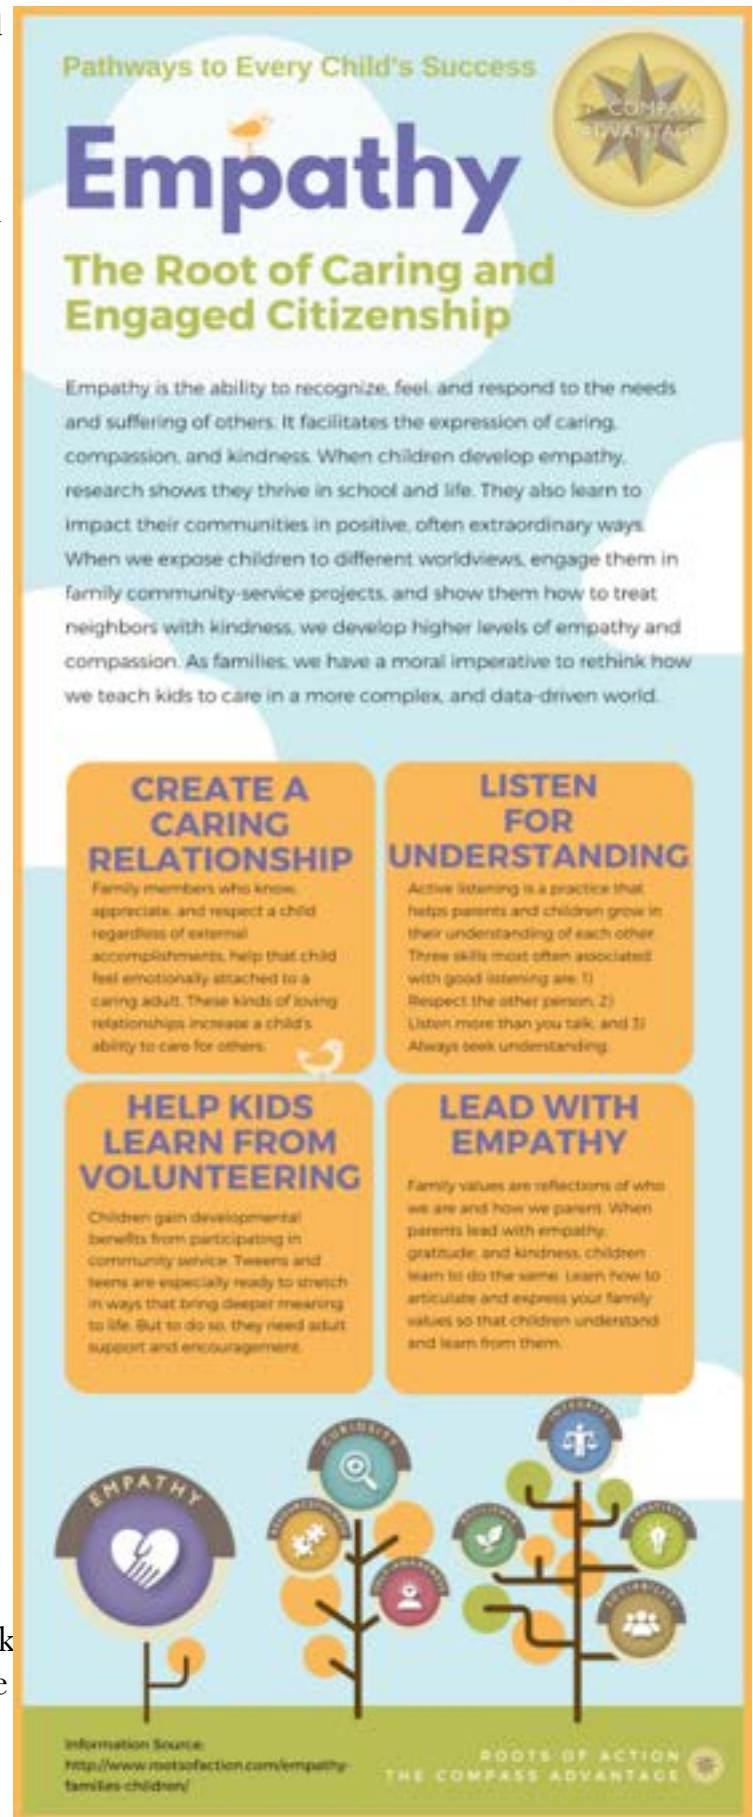 Pathways to Every Child's Success
THE COMPASS
ADVANTAGE
Empathy
The Root of Caring and
Engaged Citizenship
Empathy is the ability to recognize, feel, and respond to the needs
and suffering of others. It facilitates the expression of caring,
compassion, and kindness. When children develop empathy,
research shows they thrive in school and life. They also learn to
impact their communities in positive, often extraordinary ways.
When we expose children to different worldviews, engage them in
family community-service projects, and show them how to treat
neighbors with kindness, we develop higher levels of empathy and
compassion. As families, we have a moral imperative to rethink how
we teach kids to care in a more complex, and data-driven world.
CREATE A
CARING
RELATIONSHIP
Family members who know,
appreciate, and respect a child
regardless of external
accomplishments, help that child
feel emotionally attached to a
caring adult. These kinds of loving
relationships increase a child's
ability to care for others.
LISTEN
FOR
UNDERSTANDING
Active listening is a practice that
helps parents and children grow in
their understanding of each other.
Three skills most often associated
with good listening are: 1)
Respect the other person, 2)
Listen more than you talk, and 3)
Always seek understanding.
HELP KIDS
LEARN FROM
VOLUNTEERING
Children gain developmental
benefits from participating in
community service. Tweens and
teens are especially ready to stretch
in ways that bring deeper meaning
to life. But to do so, they need adult
support and encouragement.
LEAD WITH
EMPATHY
Family values are reflections of who
we are and how we parent. When
parents lead with empathy,
gratitude, and kindness, children
learn to do the same. Learn how to
articulate and express your family
values so that children understand
and learn from them.
EMPATHY
CURIOSITY
RESOURCEFULNESS
SELF-AWARENESS
INTEGRITY
RESILIENCE
CREATIVITY
SOCIABILITY
k
e
Information Source:
http://www.rootsofaction.com/empathy-
families-children/
ROOTS OF ACTION
THE COMPASS ADVANTAGE